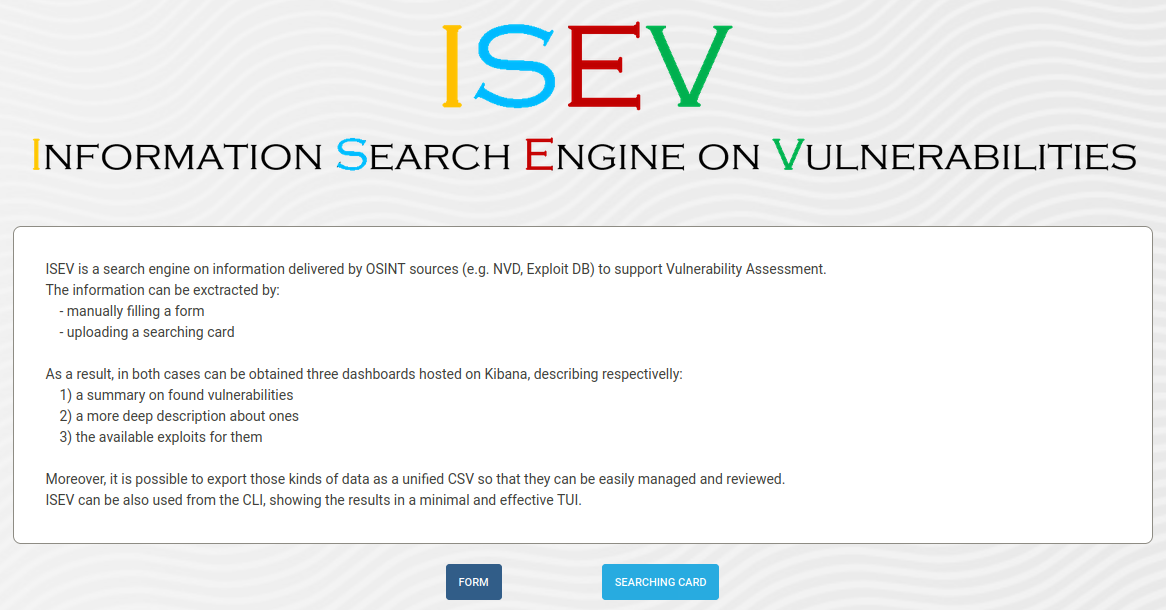 ISEV
INFORMATION SEARCH ENGINE ON VULNERABILITIES
ISEV is a search engine on information delivered by OSINT sources (e.g. NVD, Exploit DB) to support Vulnerability Assessment.
The information can be exctracted by:
- manually filling a form
- uploading a searching card
As a result, in both cases can be obtained three dashboards hosted on Kibana, describing respectivelly:
1) a summary on found vulnerabilities
2) a more deep description about ones
3) the available exploits for them
Moreover, it is possible to export those kinds of data as a unified CSV so that they can be easily managed and reviewed.
ISEV can be also used from the CLI, showing the results in a minimal and effective TUI.
FORM
SEARCHING CARD